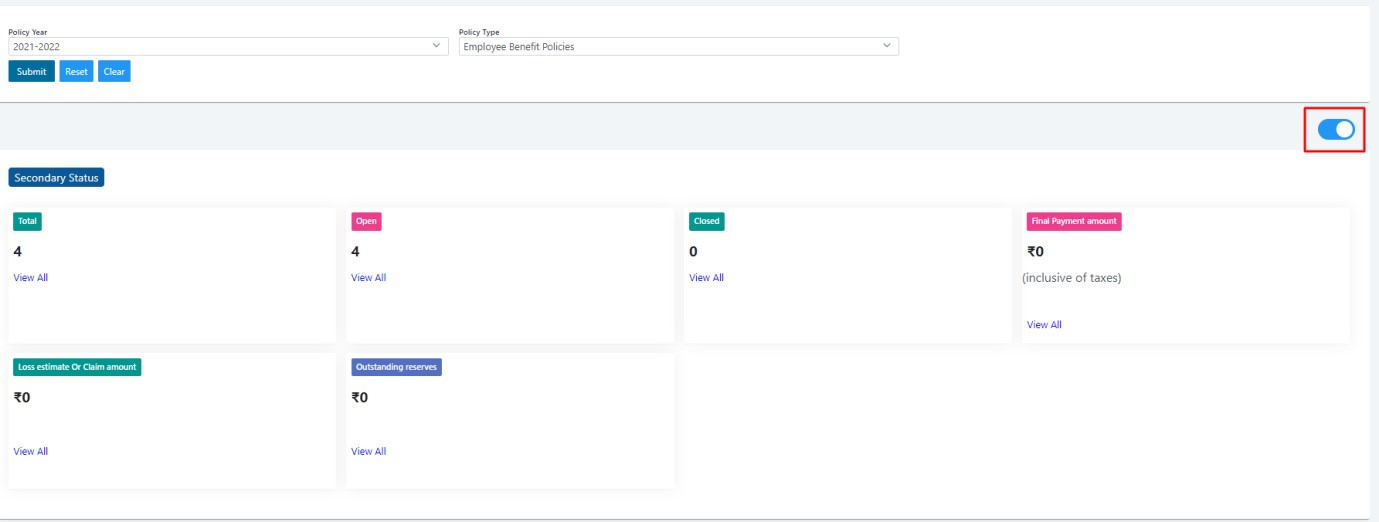 Policy Year
2021-2022
Policy Type
Employee Benefit Policies
Submit Reset Clear
Secondary Status
Total
4
View All
Open
4
View All
Closed
0
View All
Final Payment amount
₹0
(inclusive of taxes)
View All
Loss estimate Or Claim amount
₹0
View All
Outstanding reserves
₹0
View All